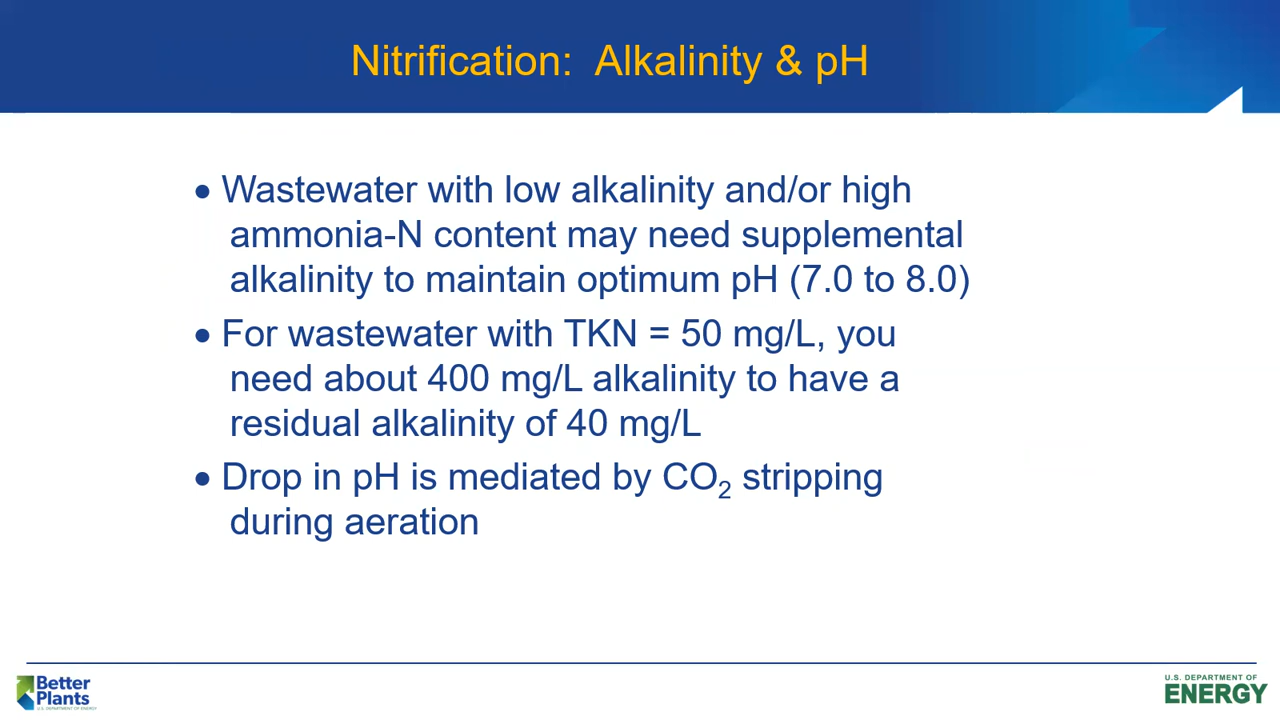 Nitrification: Alkalinity & pH
• Wastewater with low alkalinity and/or high
ammonia-N content may need supplemental
alkalinity to maintain optimum pH (7.0 to 8.0)
• For wastewater with TKN = 50 mg/L, you
need about 400 mg/L alkalinity to have a
residual alkalinity of 40 mg/L
• Drop in pH is mediated by CO₂ stripping
during aeration
Better
Plants
U.S. DEPARTMENT OF ENERGY
U.S. DEPARTMENT OF
ENERGY